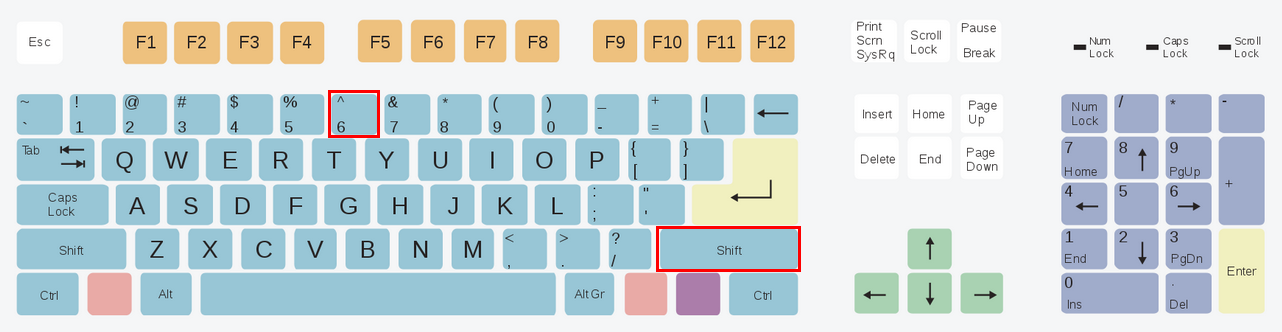 Esc F1 F2 F3 F4 F5 F6 F7 F8 F9 F10 F11 F12 Print Scrn SysRq Scroll Lock Pause Break Num Lock Caps Lock Scroll Lock
~ ` ! 1 @ 2 # 3 $ 4 % 5 ^ 6 & 7 * 8 ( 9 ) 0 _ - + = | \ Insert Home Page Up Num Lock / * -
Tab Q W E R T Y U I O P { [ } ] Delete End Page Down 7 Home 8 9 PgUp +
Caps Lock A S D F G H J K L : ; " ' 4 5 6
Shift Z X C V B N M < , > . ? / Shift 1 End 2 3 PgDn Enter
Ctrl Alt Alt Gr Ctrl 0 Ins . Del